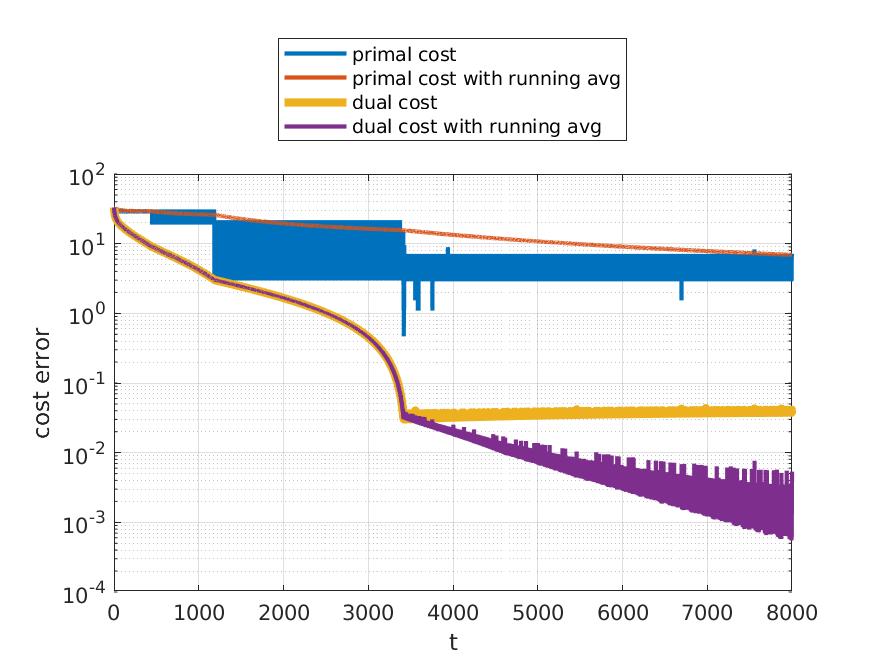 primal cost
primal cost with running avg
dual cost
dual cost with running avg
10^2
10^1
10^0
10^-1
10^-2
10^-3
10^-4
cost error
0 1000 2000 3000 4000 5000 6000 7000 8000
t